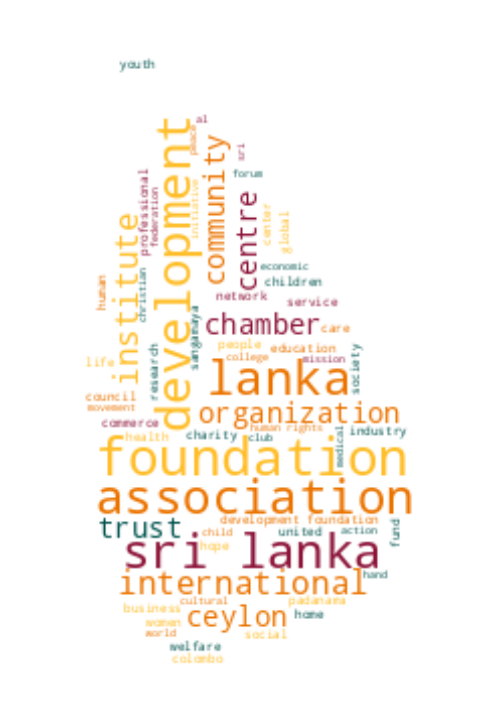 youth
al
peace
sri
development
community
forum
professional
federation
initiative
centre
center
global
institute
christian
human
economic
children
network
service
sangamaya
chamber
care
people
education
college
mission
life
research
lanka
society
council
movement
organization
commerce
human rights
health
charity
club
medical
industry
foundation
association
development foundation
trust
child
united
action
fund
sri lanka
hope
international
hand
cultural
padanama
business
ceylon
home
women
world
social
welfare
colombo